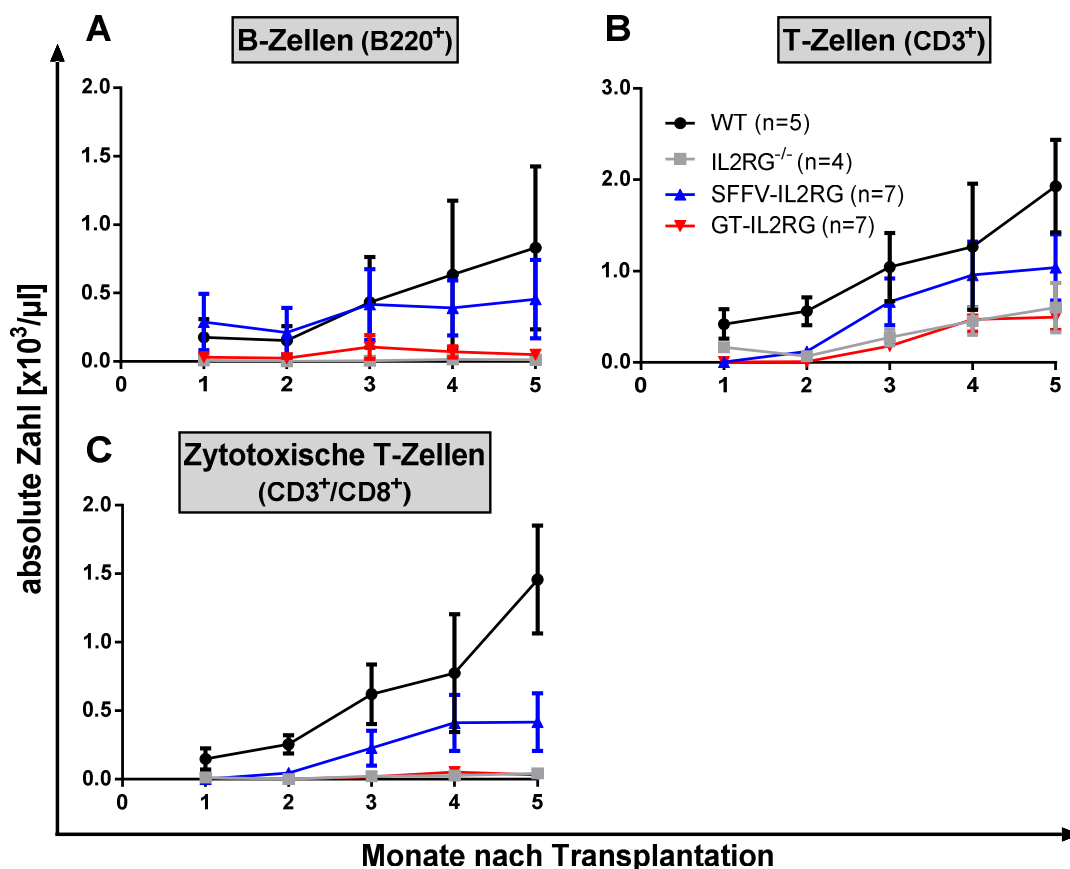 A
B-Zellen (B220⁺)
2.0
1.5
1.0
0.5
0.0
0 1 2 3 4 5
B
T-Zellen (CD3⁺)
3.0
2.0
1.0
0.0
0 1 2 3 4 5
WT (n=5)
IL2RG⁻/⁻ (n=4)
SFFV-IL2RG (n=7)
GT-IL2RG (n=7)
C
Zytotoxische T-Zellen
(CD3⁺/CD8⁺)
2.0
1.5
1.0
0.5
0.0
0 1 2 3 4 5
absolute Zahl [x10³/µl]
Monate nach Transplantation